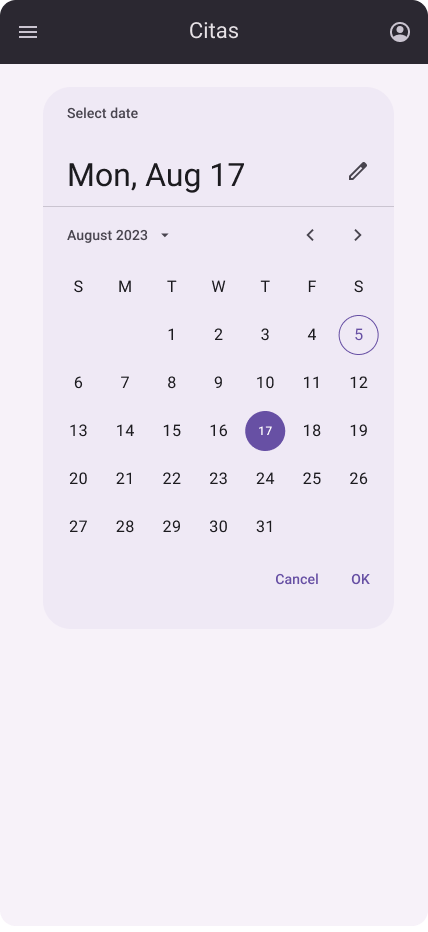 Citas
Select date
Mon, Aug 17
August 2023
S M T W T F S
1 2 3 4 5
6 7 8 9 10 11 12
13 14 15 16 17 18 19
20 21 22 23 24 25 26
27 28 29 30 31
Cancel OK